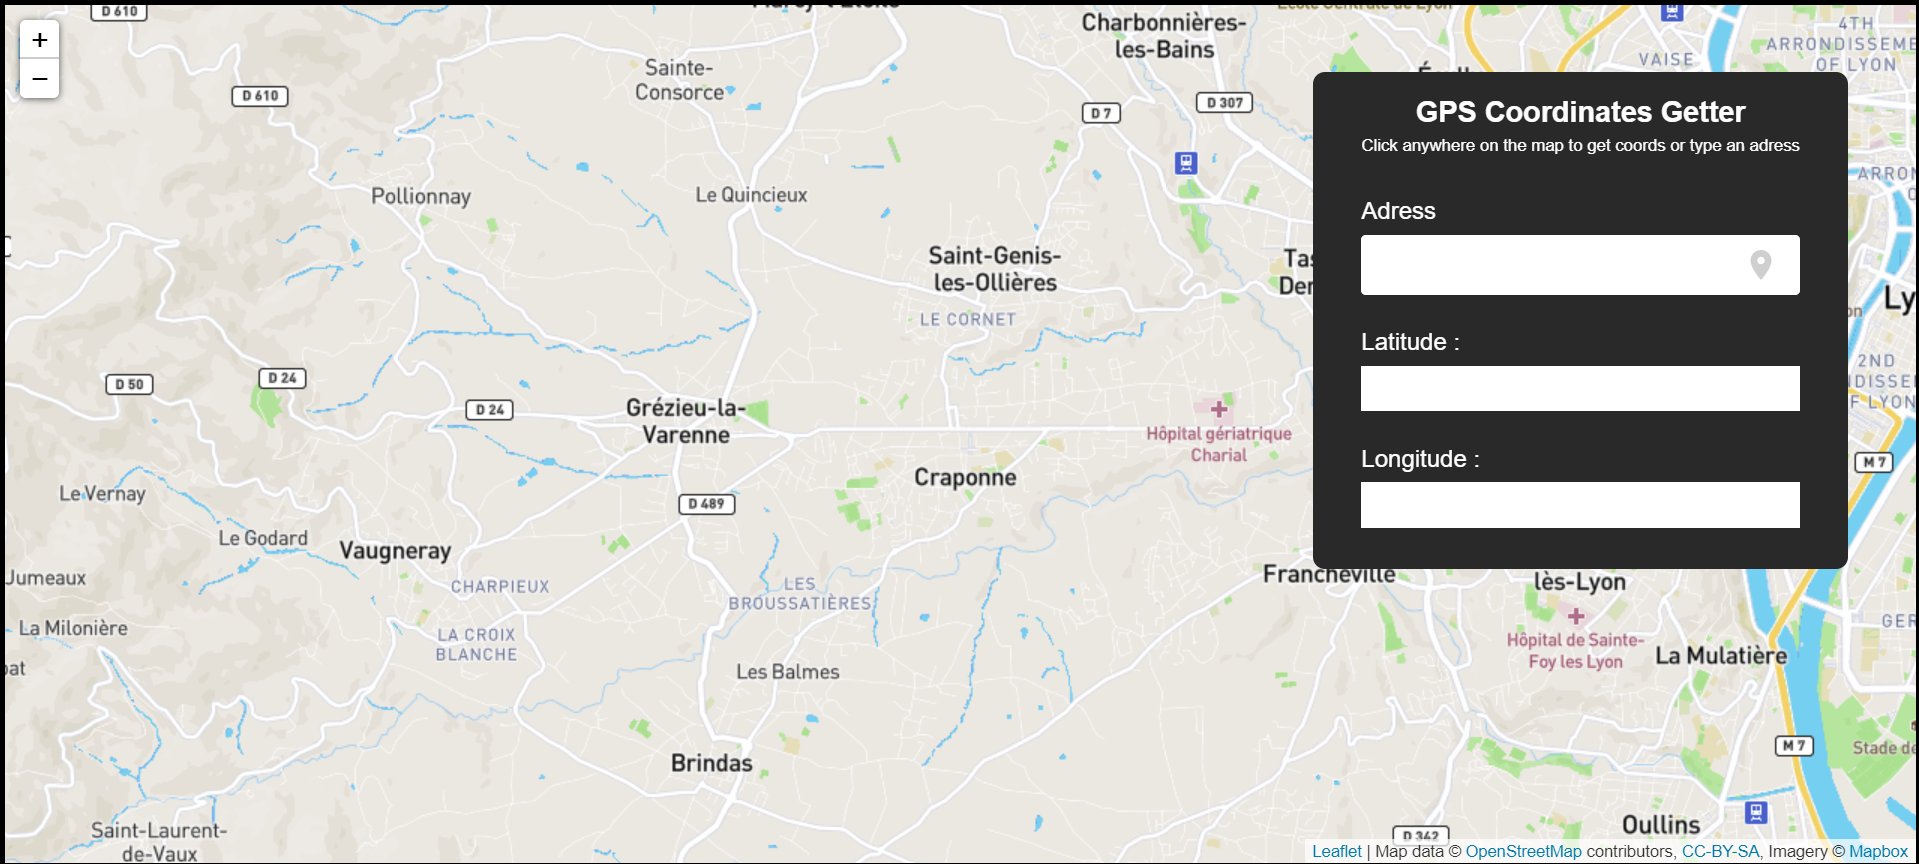 D 610
+
−
D 610
Sainte-
Consorce
Charbonnières-
les-Bains
D 7
D 307
VAISE
4TH
ARRONDISSEME
OF LYON
GPS Coordinates Getter
Click anywhere on the map to get coords or type an adress
Adress
Latitude :
Longitude :
Pollionnay
Le Quincieux
Saint-Genis-
les-Ollières
LE CORNET
Tas
Der
ARRON
Ly
2ND
NDISSE
F LYON
D 50
D 24
D 24
Grézieu-la-
Varenne
Hôpital gériatrique
Charial
Craponne
M 7
Le Vernay
D 489
Le Godard
Vaugneray
Jumeaux
CHARPIEUX
LES
BROUSSATIÈRES
Francheville
lès-Lyon
La Milonière
LA CROIX
BLANCHE
GER
Hôpital de Sainte-
Foy les Lyon
La Mulatière
Les Balmes
Brindas
M 7
Stade de
Saint-Laurent-
de-Vaux
D 342
Oullins
Leaflet | Map data © OpenStreetMap contributors, CC-BY-SA, Imagery © Mapbox